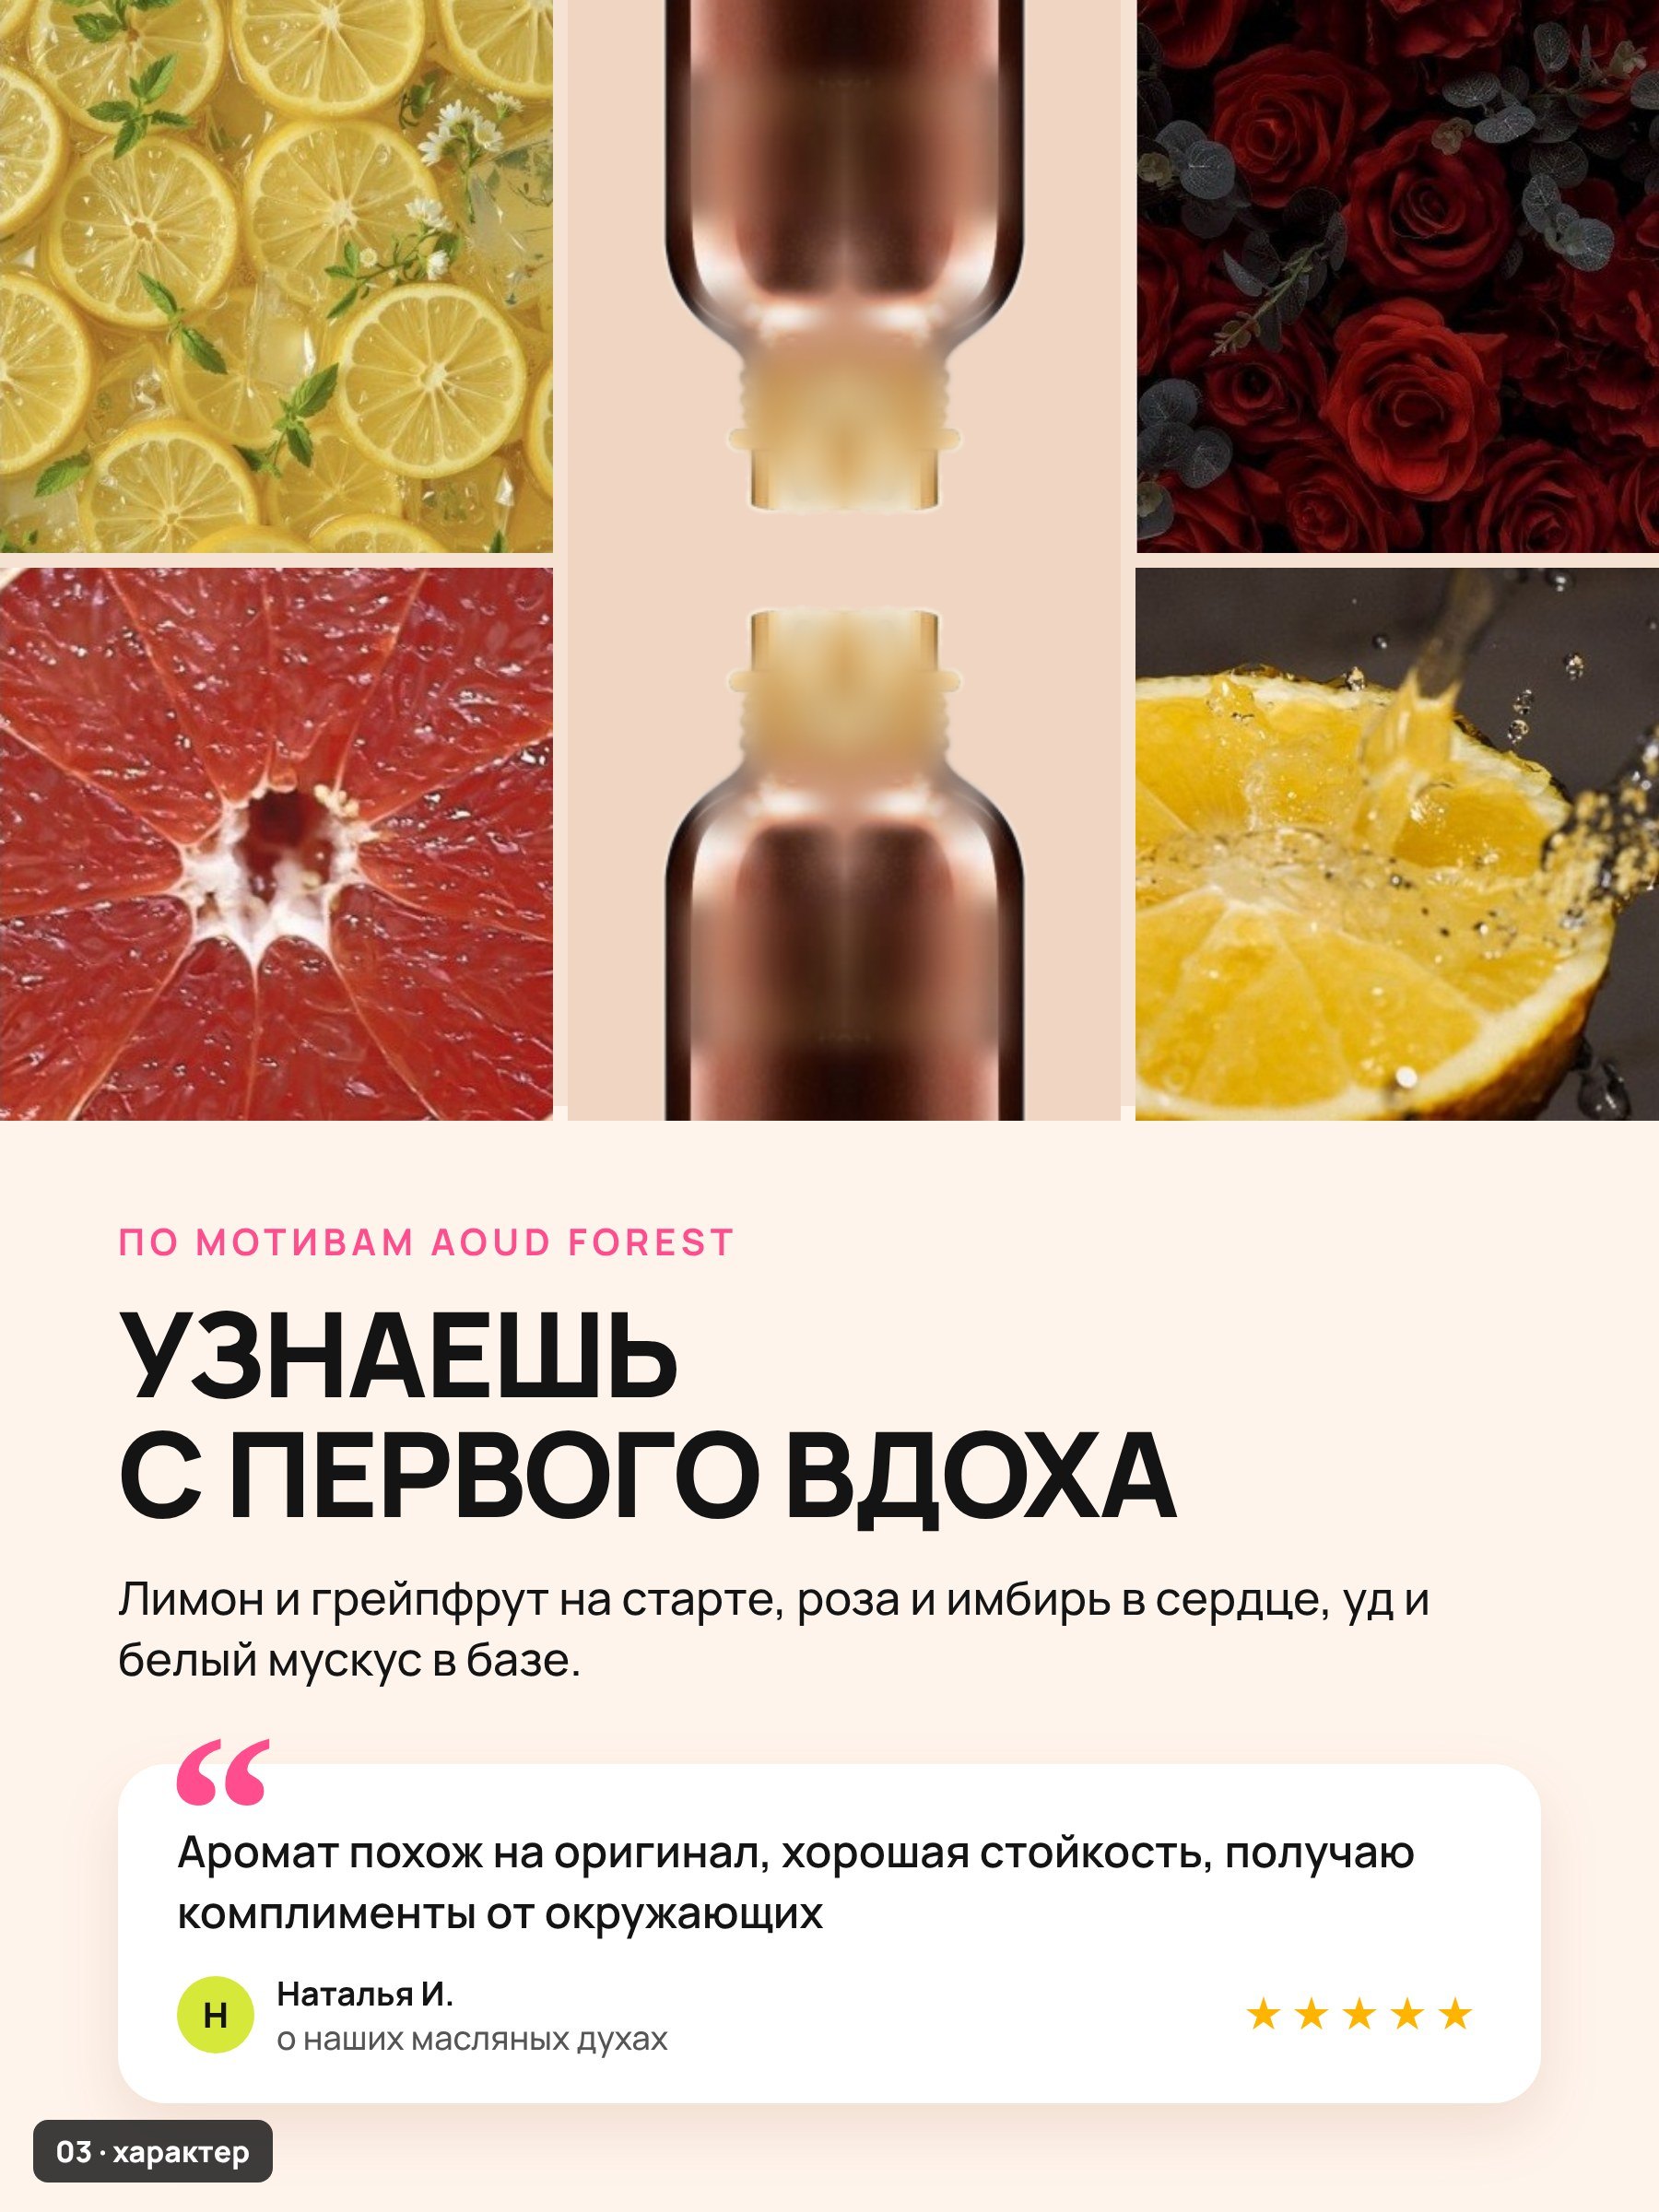 ПО МОТИВАМ AOUD FOREST
УЗНАЕШЬ
С ПЕРВОГО ВДОХА
Лимон и грейпфрут на старте, роза и имбирь в сердце, уд и
белый мускус в базе.
“
Аромат похож на оригинал, хорошая стойкость, получаю
комплименты от окружающих
Н
Наталья И.
о наших масляных духах
★★★★★
03 · характер